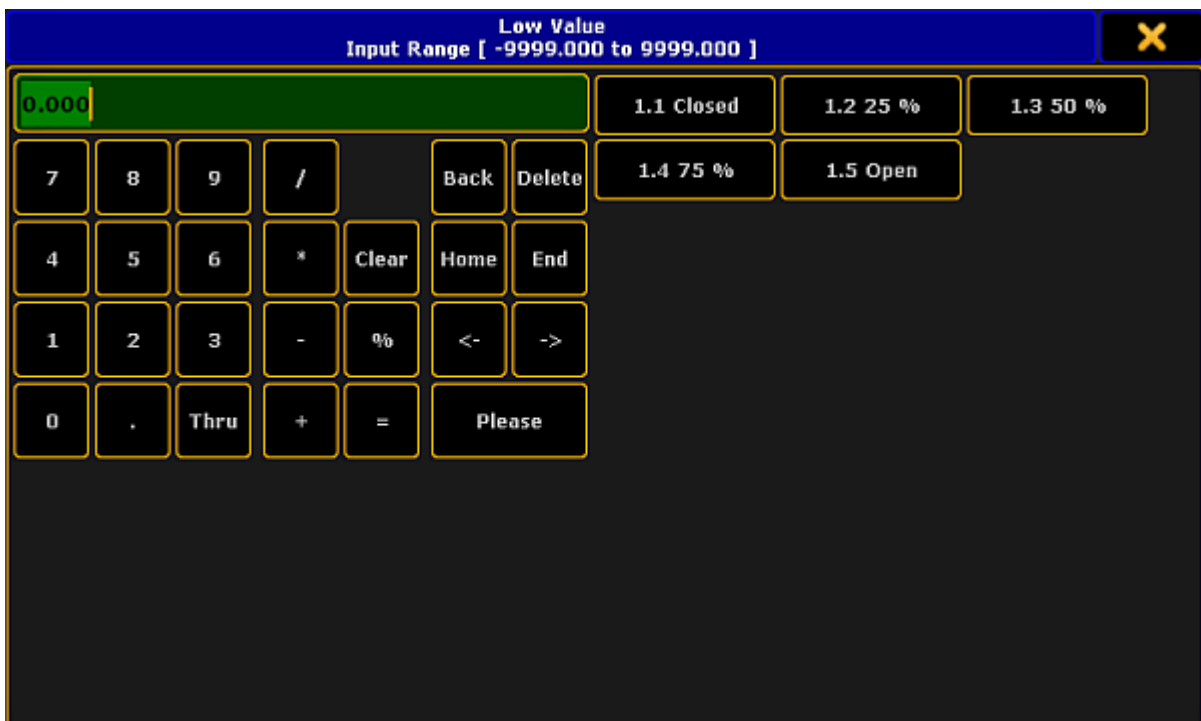 Low Value
Input Range [ -9999.000 to 9999.000 ]
0.000
1.1 Closed
1.2 25 %
1.3 50 %
7
8
9
/
Back
Delete
1.4 75 %
1.5 Open
4
5
6
*
Clear
Home
End
1
2
3
-
%
<-
->
0
.
Thru
+
=
Please